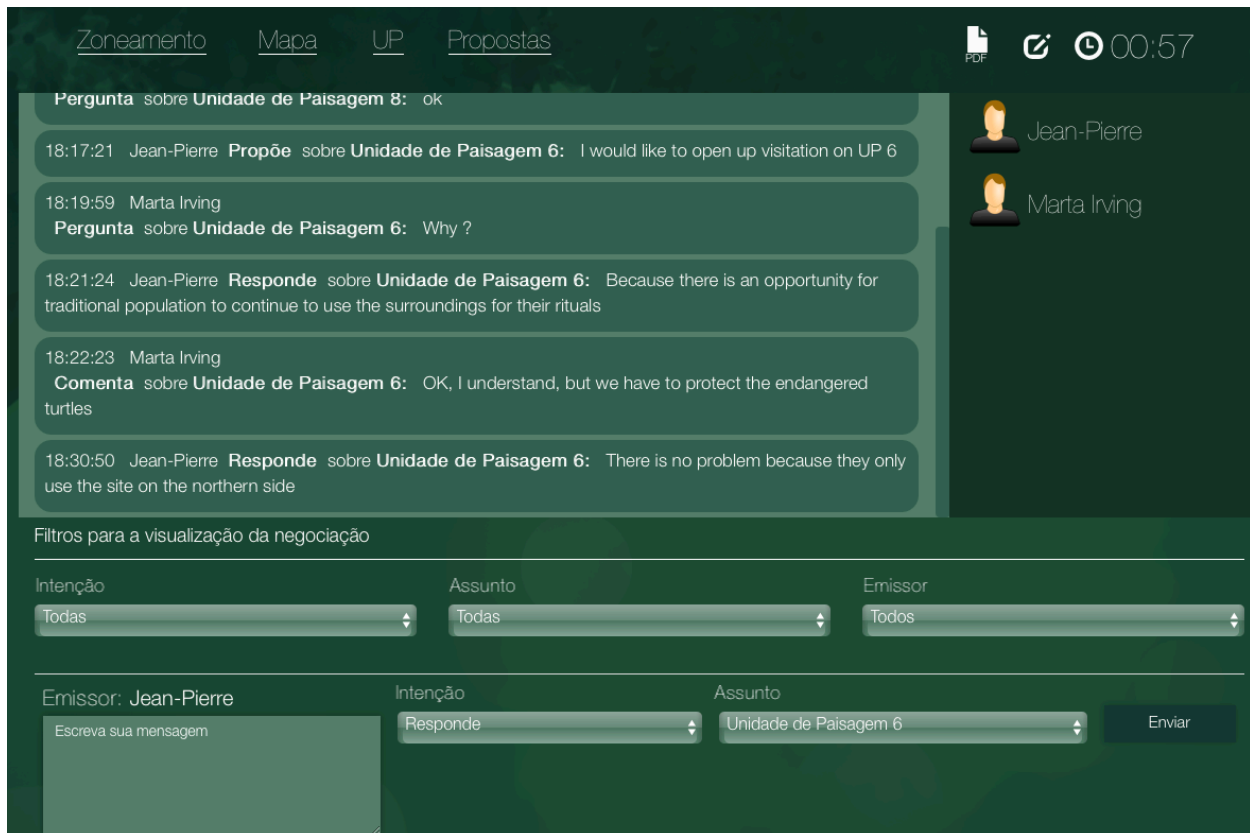 Zoneamento Mapa UP Propostas PDF 00:57
Pergunta sobre Unidade de Paisagem 8: ok
18:17:21 Jean-Pierre Propõe sobre Unidade de Paisagem 6: I would like to open up visitation on UP 6
18:19:59 Marta Irving
Pergunta sobre Unidade de Paisagem 6: Why ?
18:21:24 Jean-Pierre Responde sobre Unidade de Paisagem 6: Because there is an opportunity for
traditional population to continue to use the surroundings for their rituals
18:22:23 Marta Irving
Comenta sobre Unidade de Paisagem 6: OK, I understand, but we have to protect the endangered
turtles
18:30:50 Jean-Pierre Responde sobre Unidade de Paisagem 6: There is no problem because they only
use the site on the northern side
Jean-Pierre
Marta Irving
Filtros para a visualização da negociação
Intenção Assunto Emissor
Todas Todas Todos
Emissor: Jean-Pierre Intenção Assunto
Escreva sua mensagem Responde Unidade de Paisagem 6 Enviar